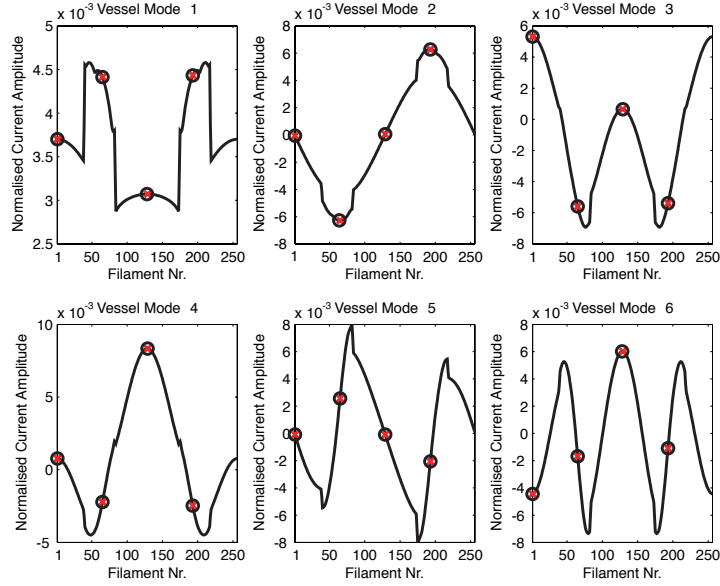 x 10⁻³ Vessel Mode 1
Normalised Current Amplitude
5
4.5
4
3.5
3
2.5
1 50 100 150 200 250
Filament Nr.
x 10⁻³ Vessel Mode 2
Normalised Current Amplitude
8
6
4
2
0
-2
-4
-6
-8
1 50 100 150 200 250
Filament Nr.
x 10⁻³ Vessel Mode 3
Normalised Current Amplitude
6
4
2
0
-2
-4
-6
-8
1 50 100 150 200 250
Filament Nr.
x 10⁻³ Vessel Mode 4
Normalised Current Amplitude
10
5
0
-5
1 50 100 150 200 250
Filament Nr.
x 10⁻³ Vessel Mode 5
Normalised Current Amplitude
8
6
4
2
0
-2
-4
-6
-8
1 50 100 150 200 250
Filament Nr.
x 10⁻³ Vessel Mode 6
Normalised Current Amplitude
8
6
4
2
0
-2
-4
-6
-8
1 50 100 150 200 250
Filament Nr.